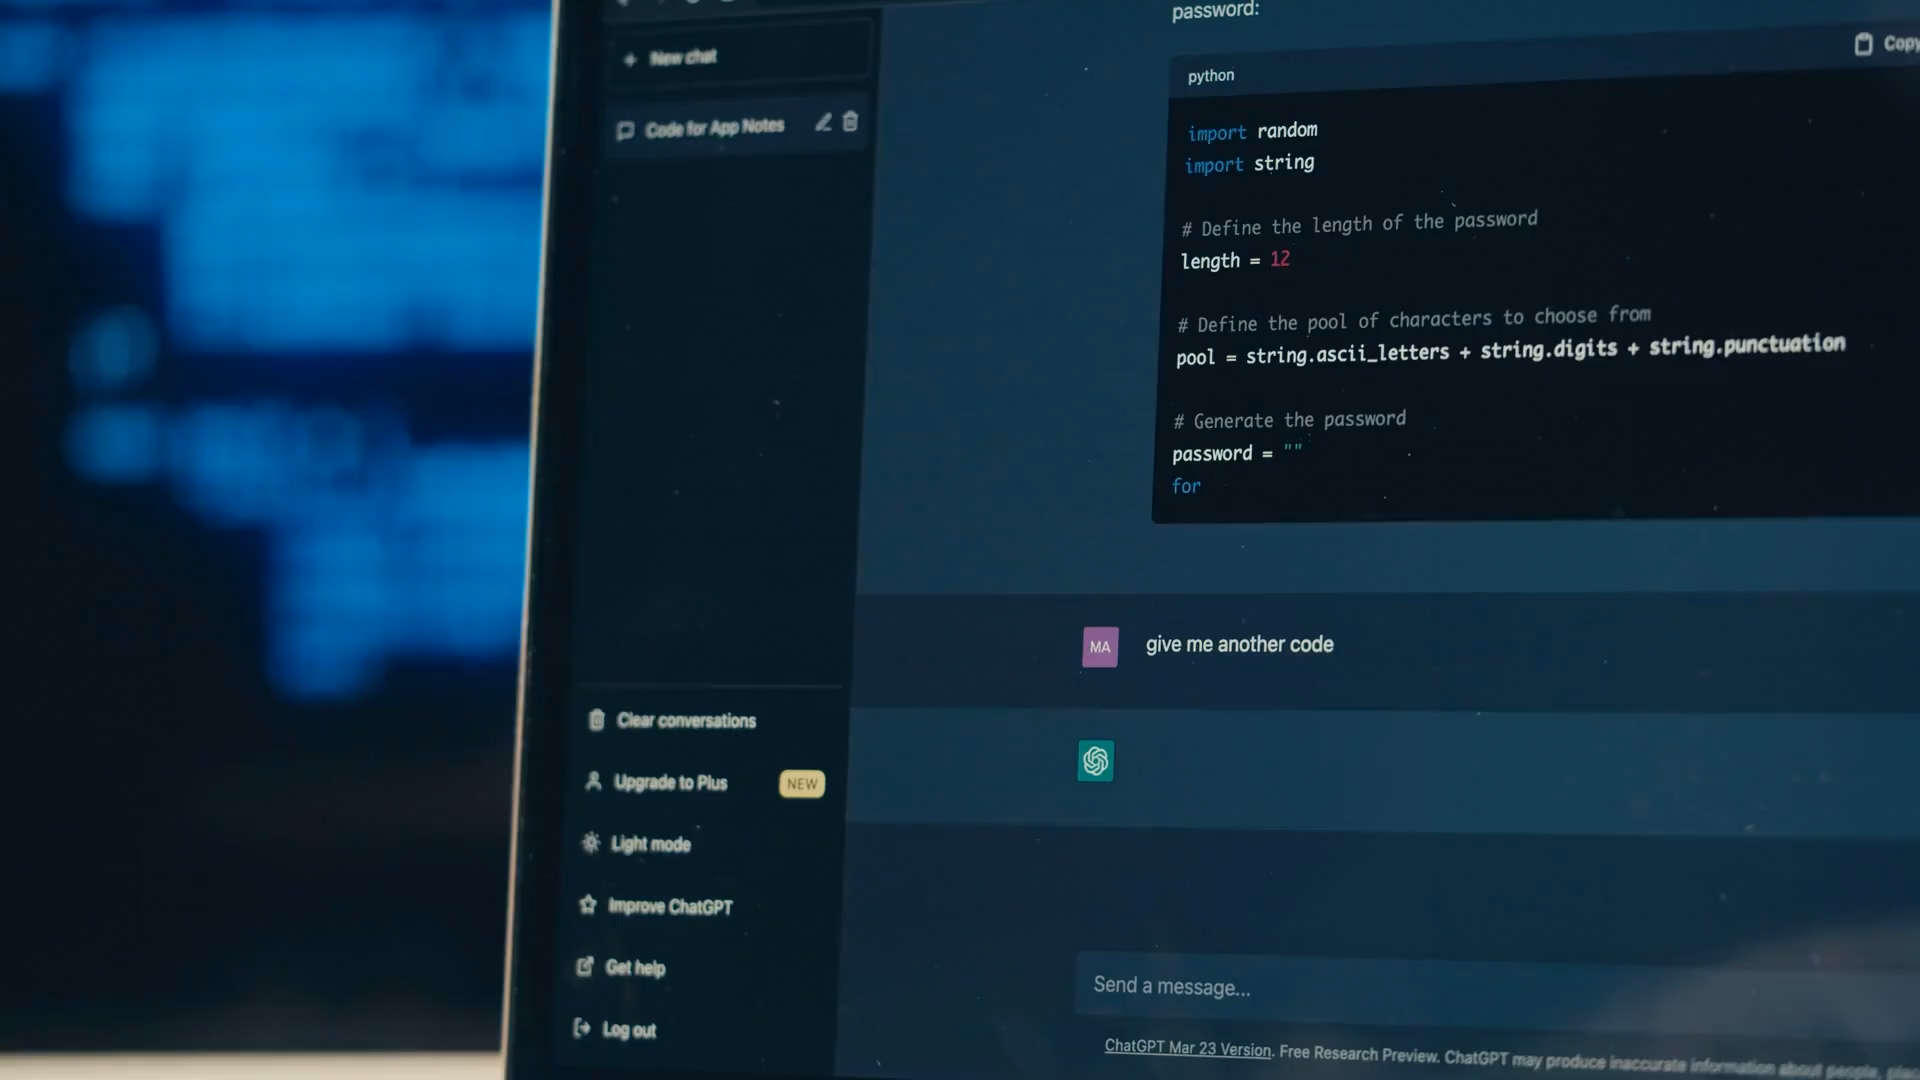 New chat
Code for App Notes
Clear conversations
Upgrade to Plus
NEW
Light mode
Improve ChatGPT
Get help
Log out
password:
python
Copy
import random
import string
# Define the length of the password
length = 12
# Define the pool of characters to choose from
pool = string.ascii_letters + string.digits + string.punctuation
# Generate the password
password = ""
for
MA
give me another code
Send a message...
ChatGPT Mar 23 Version. Free Research Preview. ChatGPT may produce inaccurate information about people,